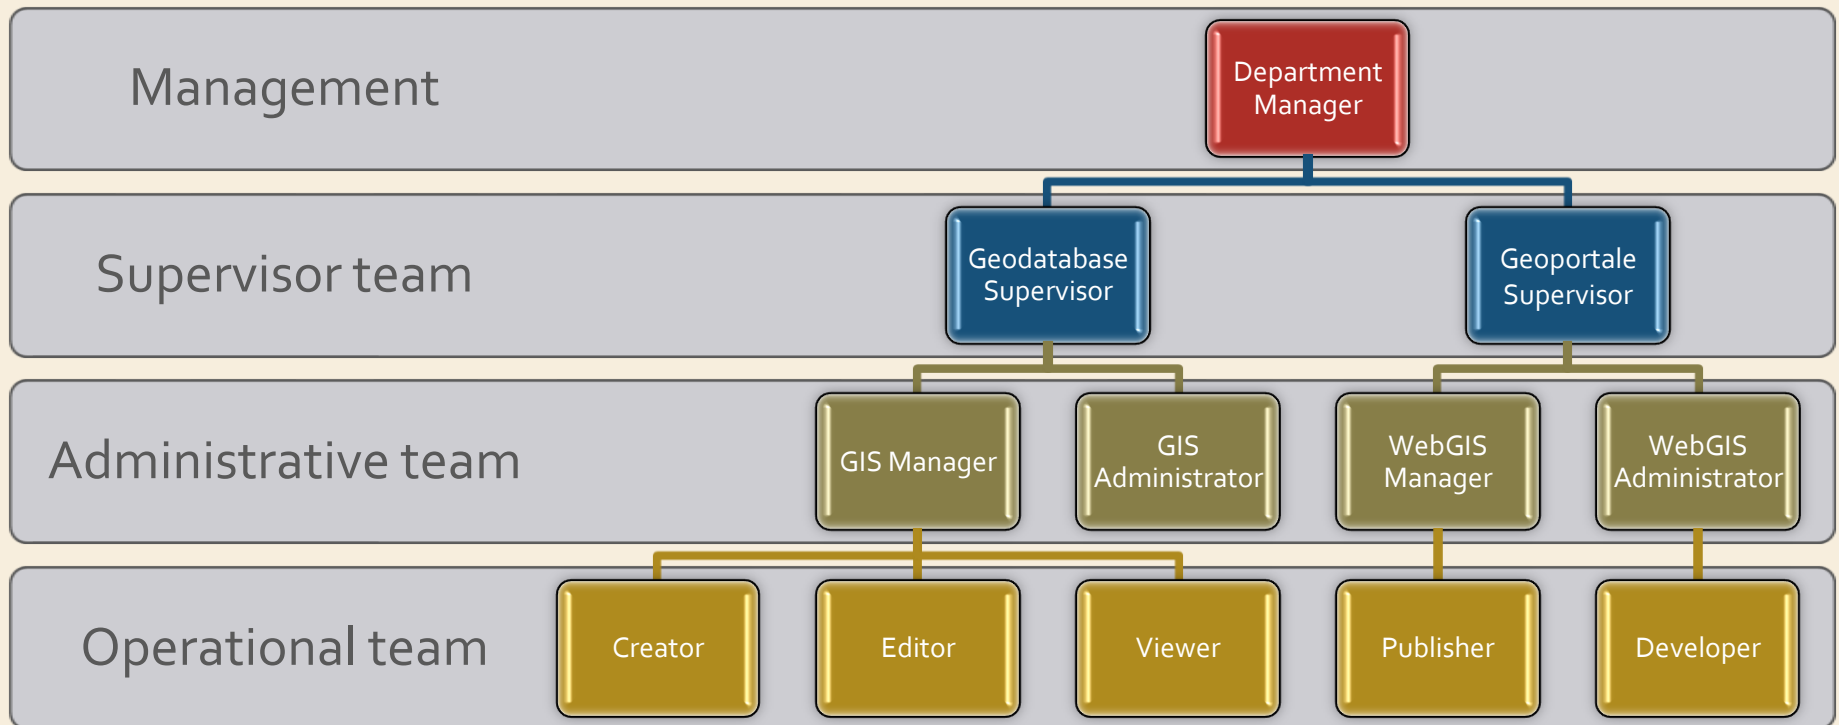 Management
Department
Manager
Supervisor team
Geodatabase
Supervisor
Geoportale
Supervisor
Administrative team
GIS Manager
GIS
Administrator
WebGIS
Manager
WebGIS
Administrator
Operational team
Creator
Editor
Viewer
Publisher
Developer